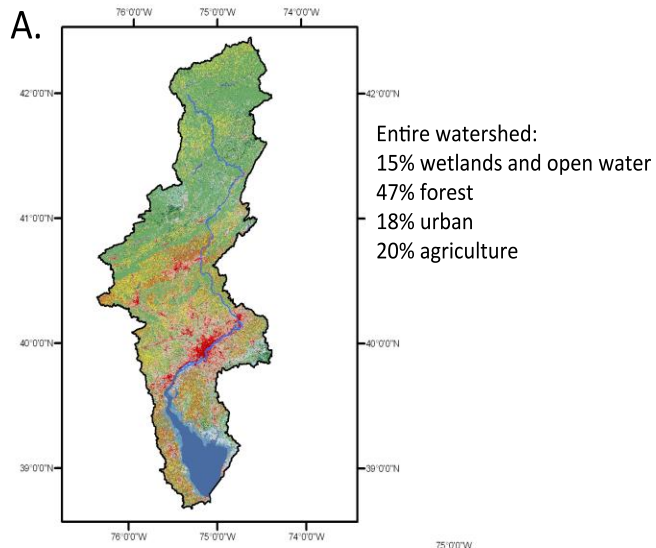 A.
76°0'0"W 75°0'0"W 74°0'0"W
42°0'0"N 42°0'0"N
Entire watershed:
15% wetlands and open water
47% forest
18% urban
20% agriculture
41°0'0"N 41°0'0"N
40°0'0"N 40°0'0"N
39°0'0"N 39°0'0"N
76°0'0"W 75°0'0"W 74°0'0"W
75°0'0"W